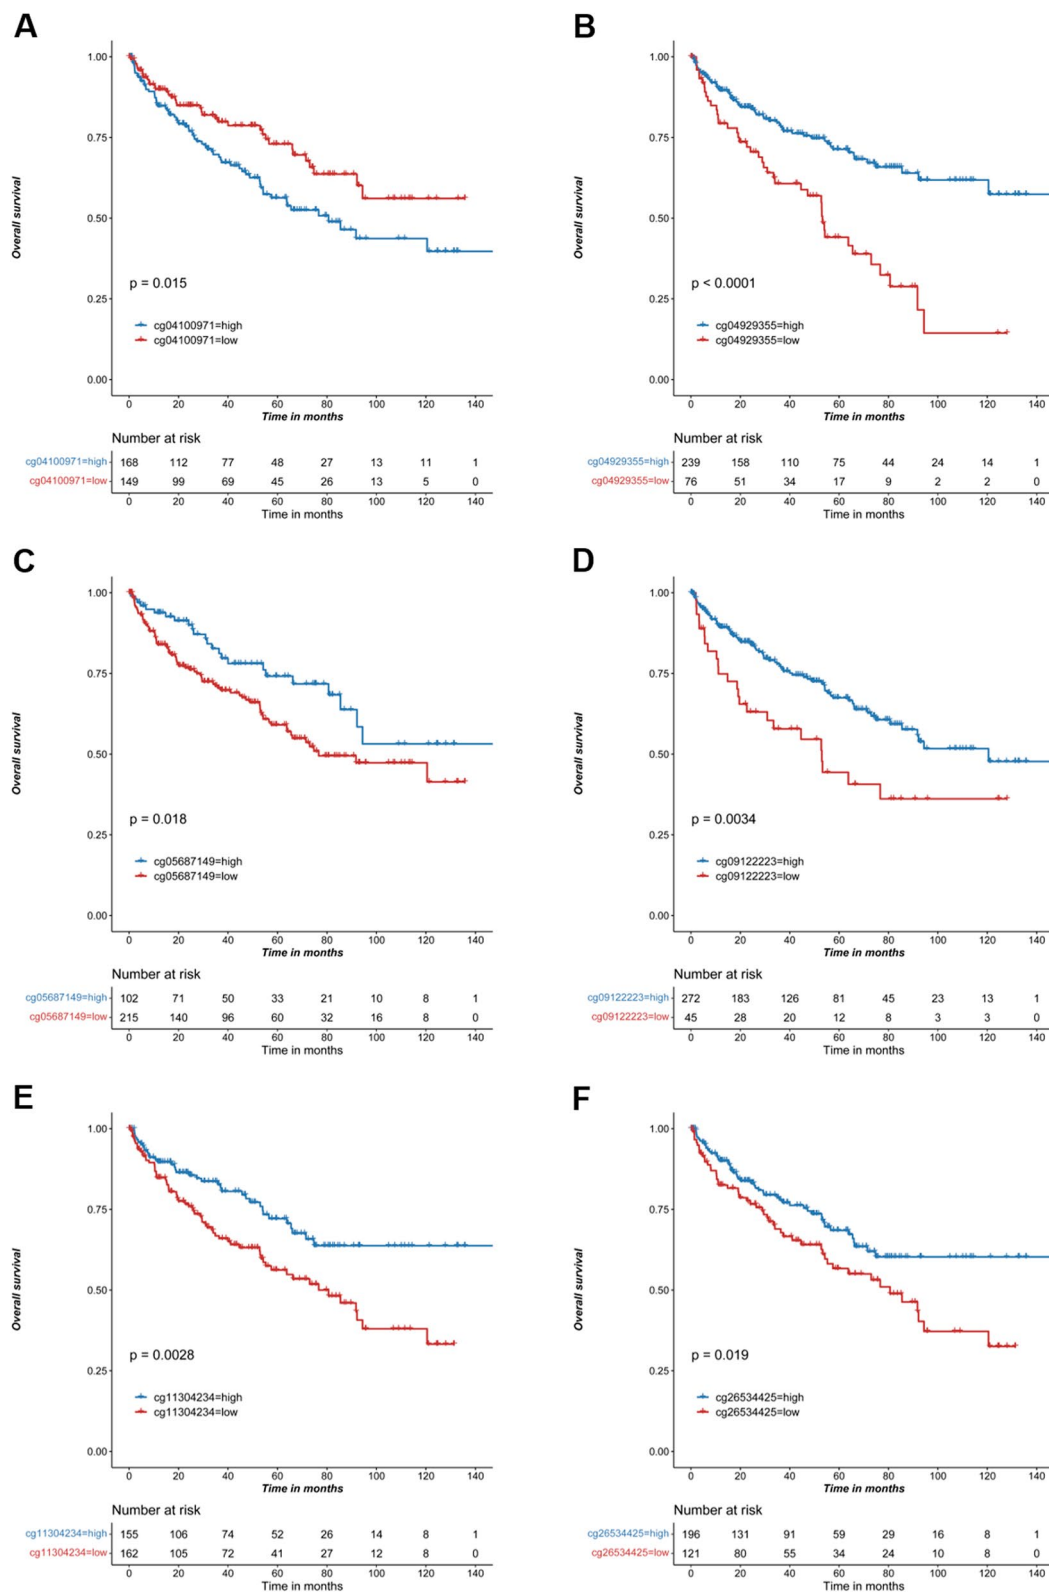 A
1.00
0.75
0.50
0.25
0.00
Overall survival
p = 0.015
cg04100971=high
cg04100971=low
0 20 40 60 80 100 120 140
Time in months
Number at risk
cg04100971=high 168 112 77 48 27 13 11 1
cg04100971=low 149 99 69 45 26 13 5 0
0 20 40 60 80 100 120 140
Time in months
B
1.00
0.75
0.50
0.25
0.00
Overall survival
p < 0.0001
cg04929355=high
cg04929355=low
0 20 40 60 80 100 120 140
Time in months
Number at risk
cg04929355=high 239 158 110 75 44 24 14 1
cg04929355=low 76 51 34 17 9 2 2 0
0 20 40 60 80 100 120 140
Time in months
C
1.00
0.75
0.50
0.25
0.00
Overall survival
p = 0.018
cg05687149=high
cg05687149=low
0 20 40 60 80 100 120 140
Time in months
Number at risk
cg05687149=high 102 71 50 33 21 10 8 1
cg05687149=low 215 140 96 60 32 16 8 0
0 20 40 60 80 100 120 140
Time in months
D
1.00
0.75
0.50
0.25
0.00
Overall survival
p = 0.0034
cg09122223=high
cg09122223=low
0 20 40 60 80 100 120 140
Time in months
Number at risk
cg09122223=high 272 183 126 81 45 23 13 1
cg09122223=low 45 28 20 12 8 3 3 0
0 20 40 60 80 100 120 140
Time in months
E
1.00
0.75
0.50
0.25
0.00
Overall survival
p = 0.0028
cg11304234=high
cg11304234=low
0 20 40 60 80 100 120 140
Time in months
Number at risk
cg11304234=high 155 106 74 52 26 14 8 1
cg11304234=low 162 105 72 41 27 12 8 0
0 20 40 60 80 100 120 140
Time in months
F
1.00
0.75
0.50
0.25
0.00
Overall survival
p = 0.019
cg26534425=high
cg26534425=low
0 20 40 60 80 100 120 140
Time in months
Number at risk
cg26534425=high 196 131 91 59 29 16 8 1
cg26534425=low 121 80 55 34 24 10 8 0
0 20 40 60 80 100 120 140
Time in months